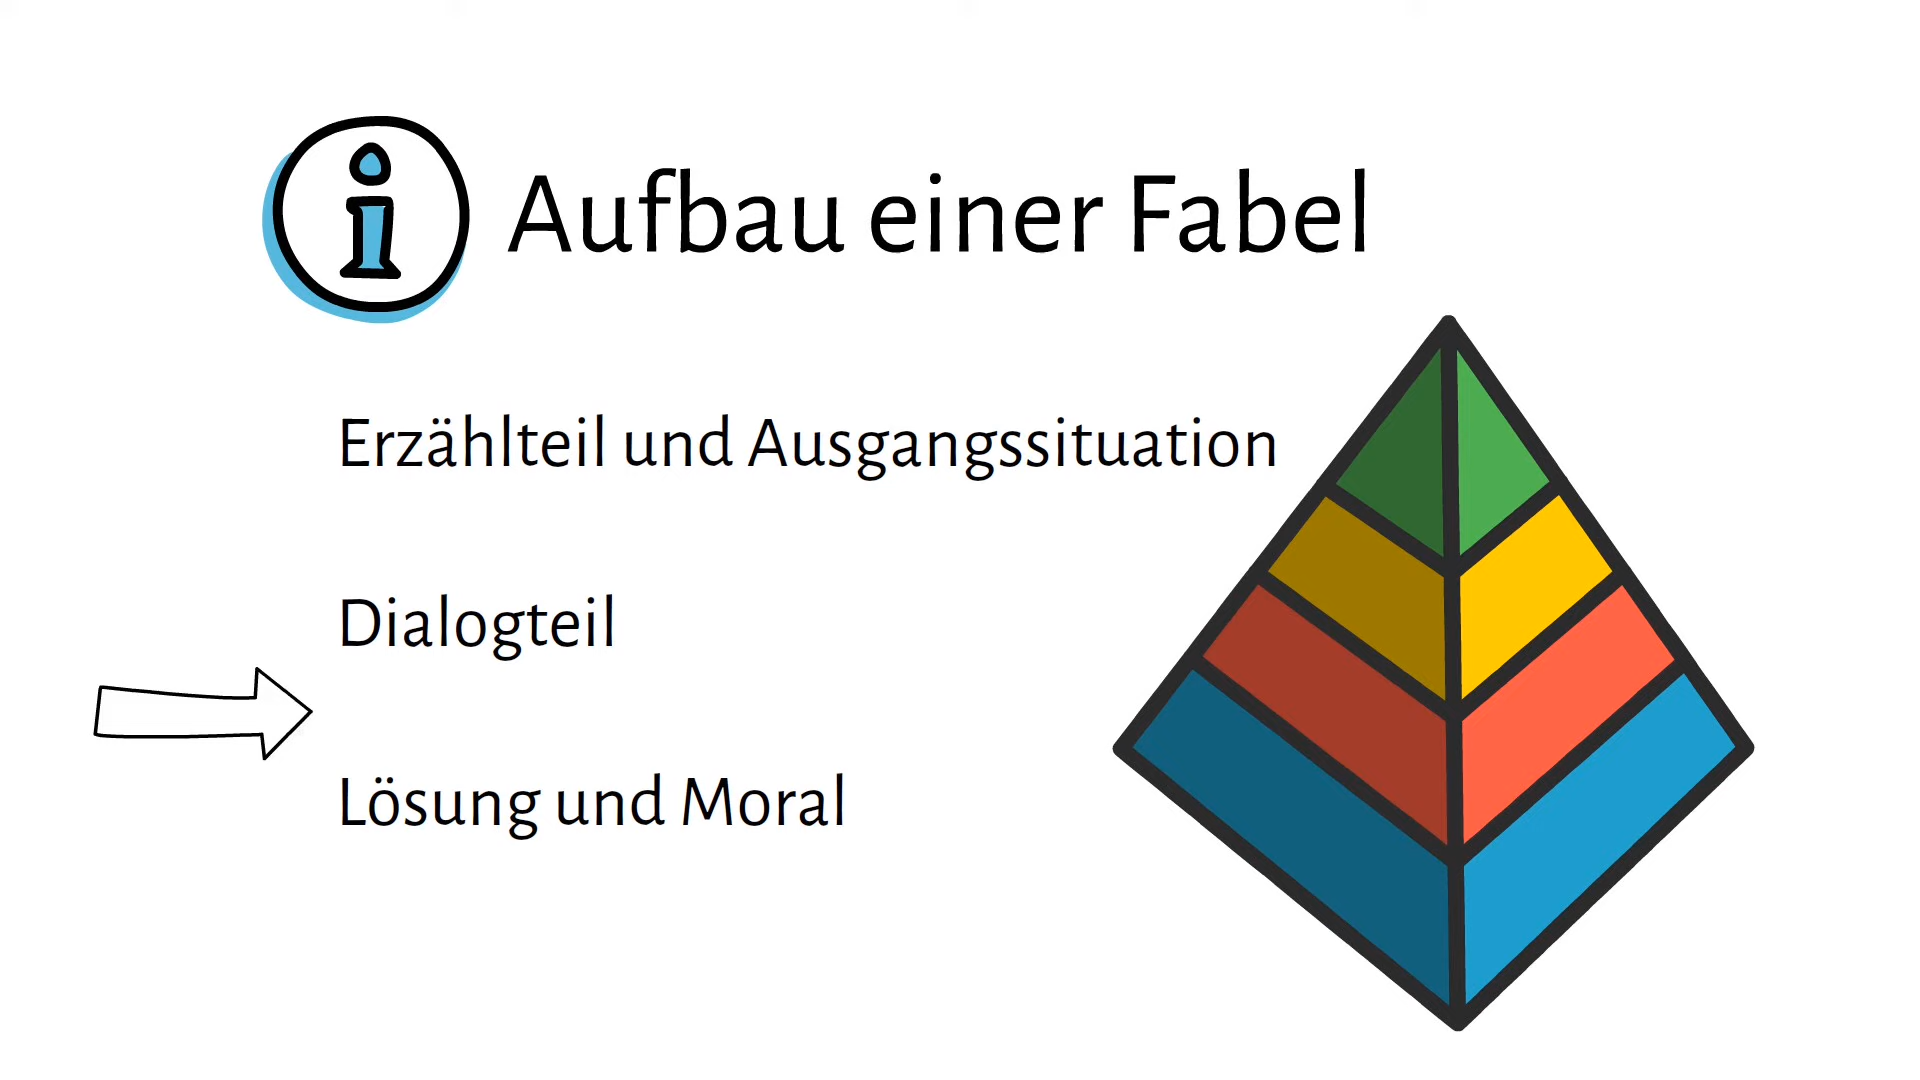 Aufbau einer Fabel
Erzählteil und Ausgangssituation
Dialogteil
Lösung und Moral